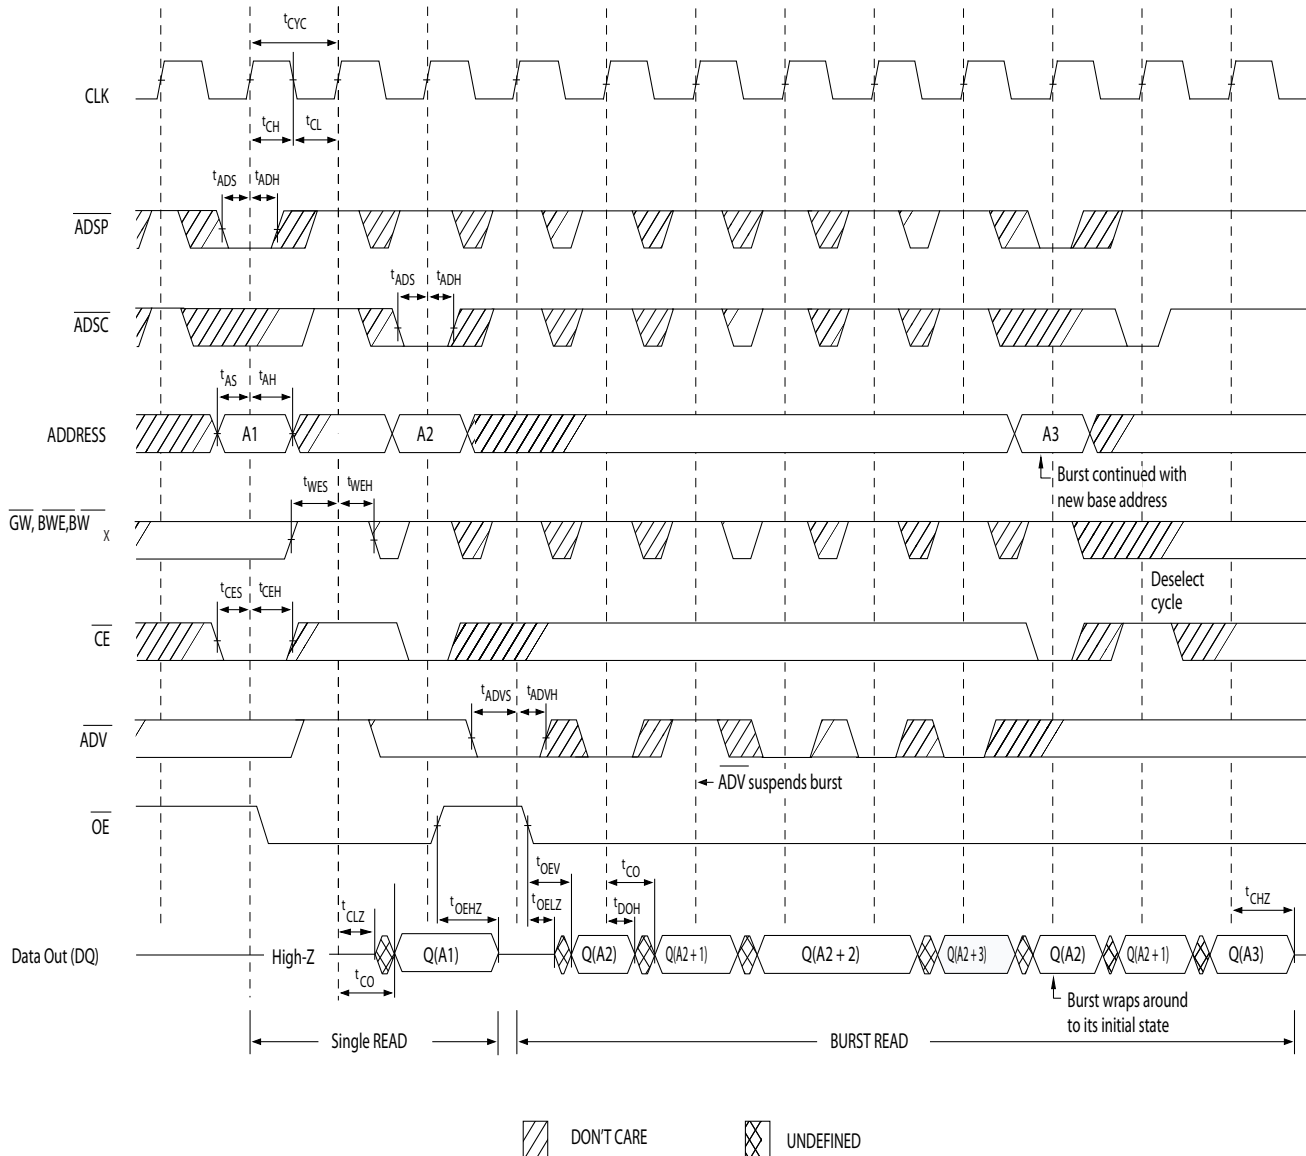 tCYC
CLK
tCH tCL
tADS tADH
ADSP
tADS tADH
ADSC
tAS tAH
ADDRESS A1 A2 A3
Burst continued with
new base address
tWES tWEH
GW, BWE,BW X
Deselect
cycle
tCES tCEH
CE
tADVS tADVH
ADV
ADV suspends burst
OE
tOEV tCO
tCLZ tOEHZ tOELZ tDOH tCHZ
Data Out (DQ) High-Z Q(A1) Q(A2) Q(A2+1) Q(A2 + 2) Q(A2+3) Q(A2) Q(A2+1) Q(A3)
tCO
Burst wraps around
to its initial state
Single READ BURST READ
DON'T CARE UNDEFINED